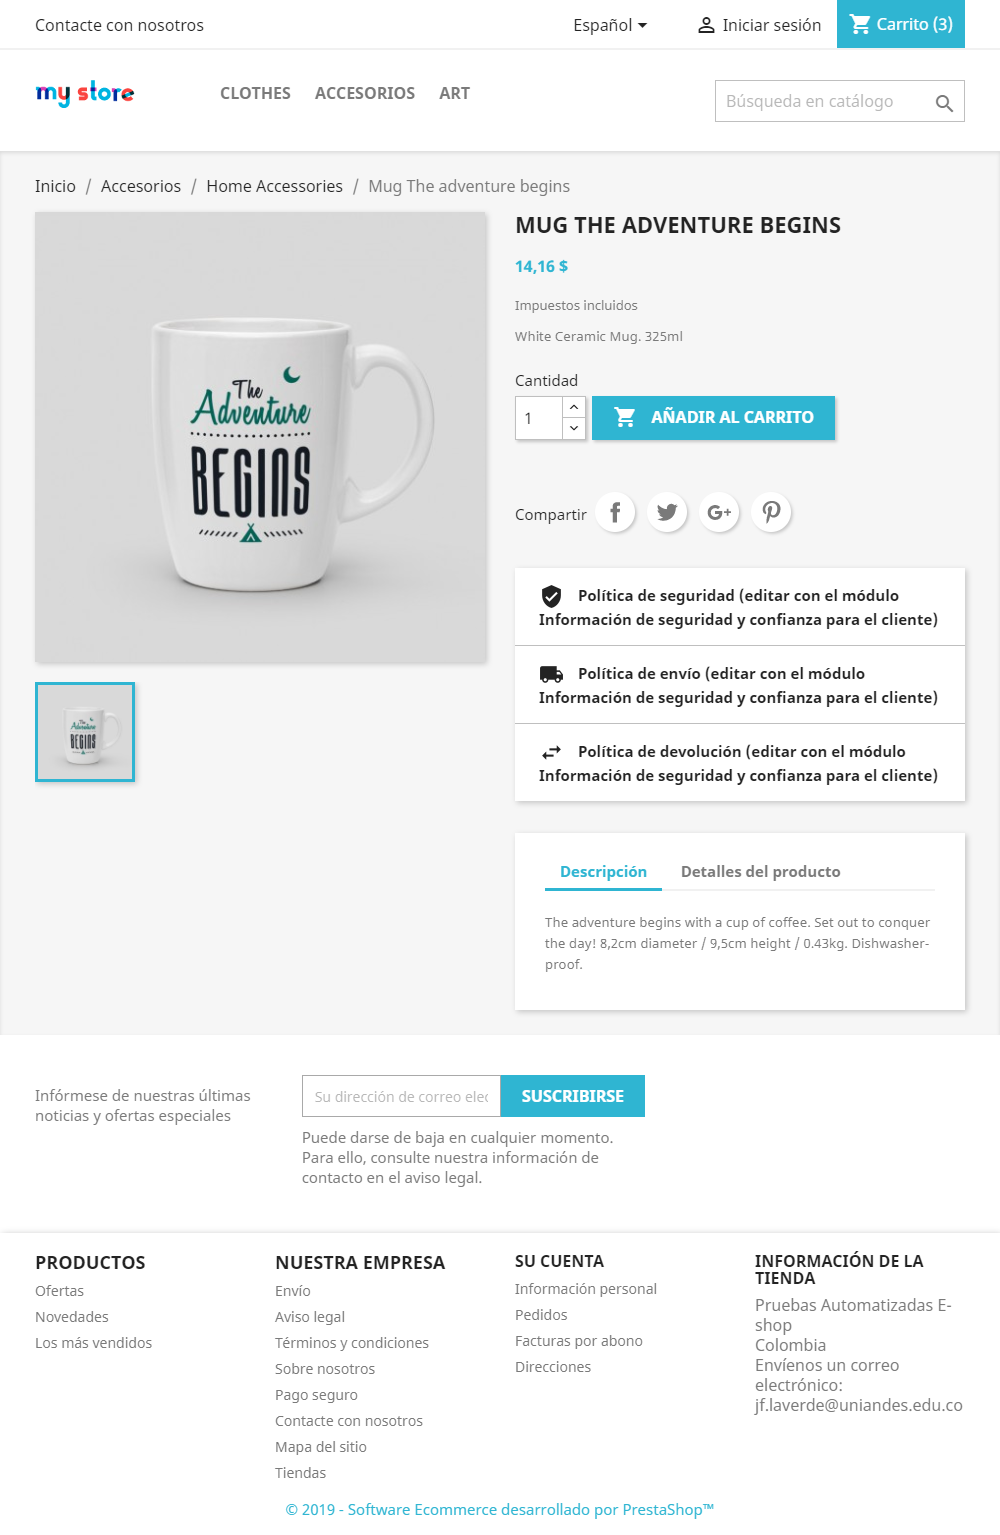 Contacte con nosotros
Español
Iniciar sesión
Carrito (3)
my store
CLOTHES
ACCESORIOS
ART
Búsqueda en catálogo
Inicio / Accesorios / Home Accessories / Mug The adventure begins
The
Adventure
BEGINS
MUG THE ADVENTURE BEGINS
14,16 $
Impuestos incluidos
White Ceramic Mug. 325ml
Cantidad
1
AÑADIR AL CARRITO
Compartir
Política de seguridad (editar con el módulo
Información de seguridad y confianza para el cliente)
Política de envío (editar con el módulo
Información de seguridad y confianza para el cliente)
Política de devolución (editar con el módulo
Información de seguridad y confianza para el cliente)
The
Adventure
BEGINS
Descripción
Detalles del producto
The adventure begins with a cup of coffee. Set out to conquer
the day! 8,2cm diameter / 9,5cm height / 0.43kg. Dishwasher-
proof.
Infórmese de nuestras últimas
noticias y ofertas especiales
Su dirección de correo elec
SUSCRIBIRSE
Puede darse de baja en cualquier momento.
Para ello, consulte nuestra información de
contacto en el aviso legal.
PRODUCTOS
Ofertas
Novedades
Los más vendidos
NUESTRA EMPRESA
Envío
Aviso legal
Términos y condiciones
Sobre nosotros
Pago seguro
Contacte con nosotros
Mapa del sitio
Tiendas
SU CUENTA
Información personal
Pedidos
Facturas por abono
Direcciones
INFORMACIÓN DE LA
TIENDA
Pruebas Automatizadas E-
shop
Colombia
Envíenos un correo
electrónico:
jf.laverde@uniandes.edu.co
© 2019 - Software Ecommerce desarrollado por PrestaShop™